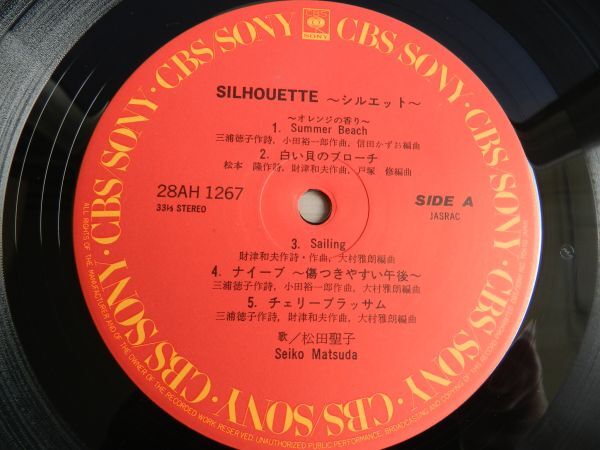 CBS
SONY
CBS SONY · CBS SONY · CBS/SONY · CBS/SONY · CBS/SONY · CBS/SONY · CBS SONY
SILHOUETTE ～シルエット～
～オレンジの香り～
1. Summer Beach
三浦徳子作詩，小田裕一郎作曲，信田かずお編曲
2. 白い貝のブローチ
松本 隆作詩，財津和夫作曲，戸塚 修編曲
28AH 1267
33⅓ STEREO
SIDE A
JASRAC
3. Sailing
財津和夫作詩・作曲，大村雅朗編曲
4. ナイーブ ～傷つきやすい午後～
三浦徳子作詩，小田裕一郎作曲，大村雅朗編曲
5. チェリーブラッサム
三浦徳子作詩，財津和夫作曲，大村雅朗編曲
歌／松田聖子
Seiko Matsuda
ALL RIGHTS OF THE MANUFACTURER AND OF THE OWNER OF THE RECORDED WORK RESERVED. UNAUTHORIZED PUBLIC PERFORMANCE, BROADCASTING AND COPYING OF THIS RECORD PROHIBITED